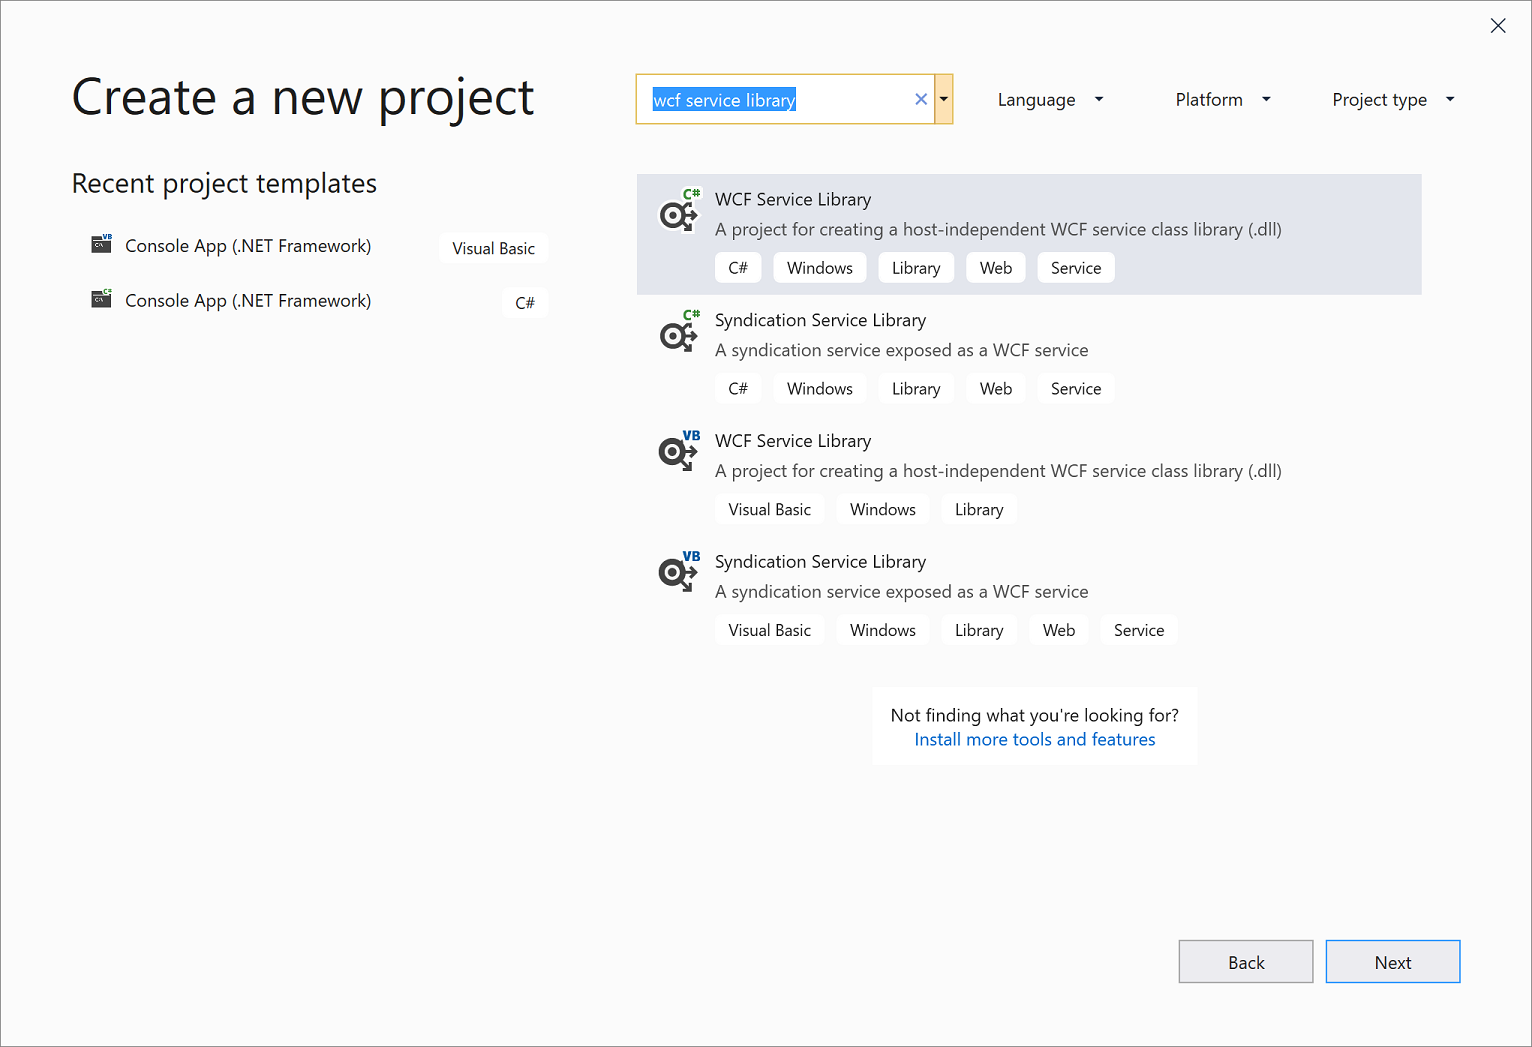 Create a new project
wcf service library
Language
Platform
Project type
Recent project templates
Console App (.NET Framework)
Visual Basic
Console App (.NET Framework)
C#
C#
WCF Service Library
A project for creating a host-independent WCF service class library (.dll)
C# Windows Library Web Service
C#
Syndication Service Library
A syndication service exposed as a WCF service
C# Windows Library Web Service
VB
WCF Service Library
A project for creating a host-independent WCF service class library (.dll)
Visual Basic Windows Library
VB
Syndication Service Library
A syndication service exposed as a WCF service
Visual Basic Windows Library Web Service
Not finding what you're looking for?
Install more tools and features
Back
Next